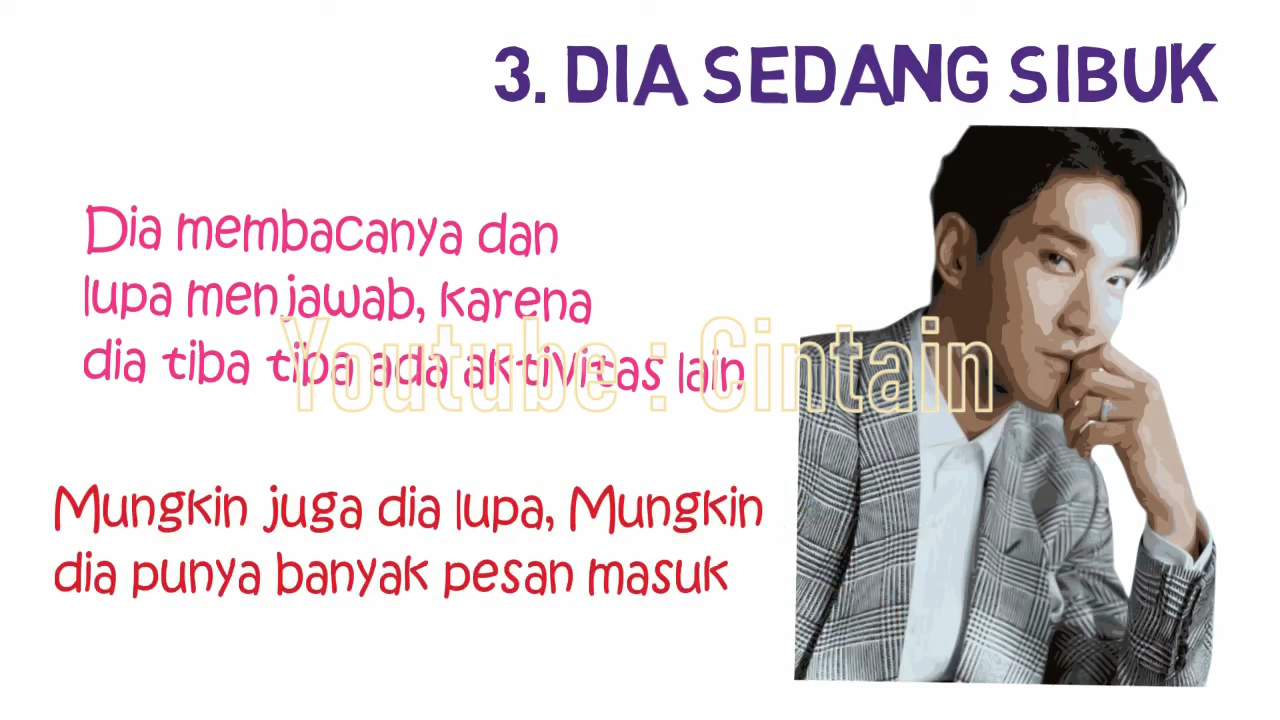 3. DIA SEDANG SIBUK
Dia membacanya dan
lupa menjawab, karena
dia tiba tiba ada aktivitas lain
Youtube : Cintain
Mungkin juga dia lupa, Mungkin
dia punya banyak pesan masuk